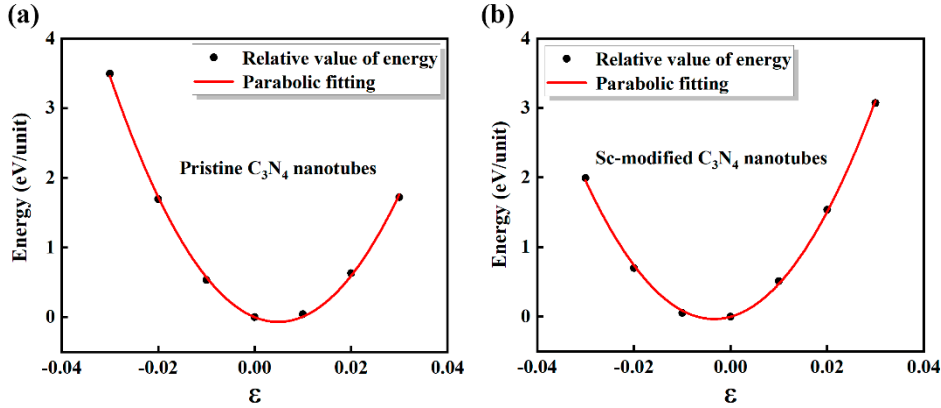 (a)
4
3
2
1
0
-0.04
-0.02
0.00
0.02
0.04
Energy (eV/unit)
ε
Relative value of energy
Parabolic fitting
Pristine C₃N₄ nanotubes
(b)
4
3
2
1
0
-0.04
-0.02
0.00
0.02
0.04
Energy (eV/unit)
ε
Relative value of energy
Parabolic fitting
Sc-modified C₃N₄ nanotubes